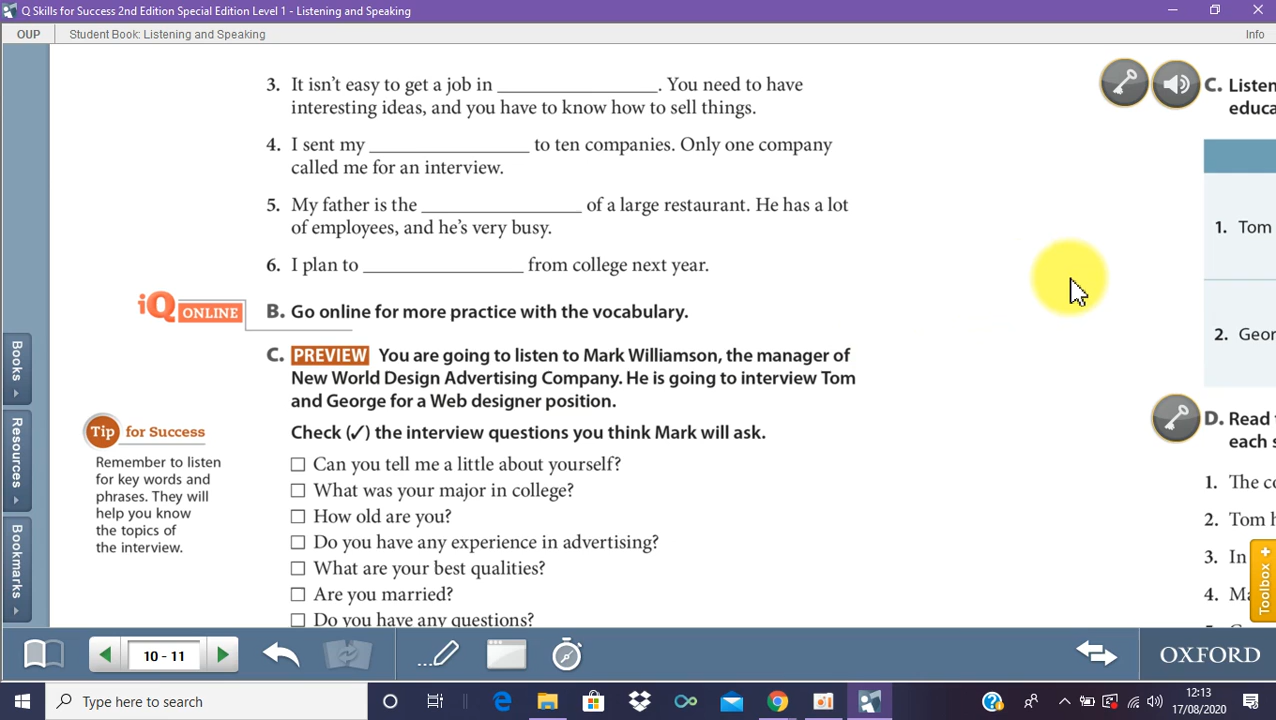 Q Skills for Success 2nd Edition Special Edition Level 1 - Listening and Speaking
OUP Student Book: Listening and Speaking Info
3. It isn't easy to get a job in ________________. You need to have
interesting ideas, and you have to know how to sell things.
4. I sent my ________________ to ten companies. Only one company
called me for an interview.
5. My father is the ________________ of a large restaurant. He has a lot
of employees, and he's very busy.
6. I plan to ________________ from college next year.
iQ ONLINE
B. Go online for more practice with the vocabulary.
C. PREVIEW You are going to listen to Mark Williamson, the manager of
New World Design Advertising Company. He is going to interview Tom
and George for a Web designer position.
Check (✓) the interview questions you think Mark will ask.
☐ Can you tell me a little about yourself?
☐ What was your major in college?
☐ How old are you?
☐ Do you have any experience in advertising?
☐ What are your best qualities?
☐ Are you married?
☐ Do you have any questions?
Tip for Success
Remember to listen
for key words and
phrases. They will
help you know
the topics of
the interview.
C. Listen
educa
1. Tom
2. Geor
D. Read
each s
1. The co
2. Tom h
3. In
4. Ma
Books
Resources
Bookmarks
Toolbox +
10 - 11
OXFORD
Type here to search
12:13
17/08/2020